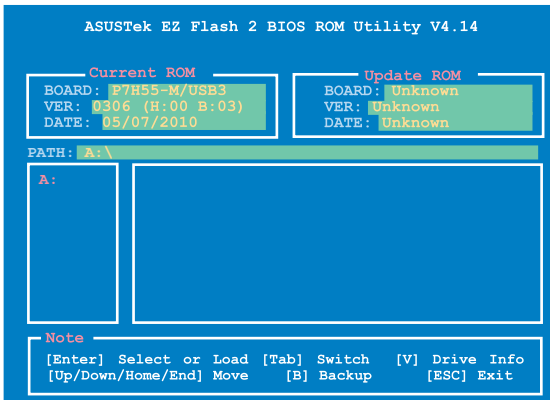 ASUSTek EZ Flash 2 BIOS ROM Utility V4.14
Current ROM
BOARD: P7H55-M/USB3
VER: 0306 (H:00 B:03)
DATE: 05/07/2010
Update ROM
BOARD: Unknown
VER: Unknown
DATE: Unknown
PATH: A:\
A:
Note
[Enter] Select or Load [Tab] Switch [V] Drive Info
[Up/Down/Home/End] Move [B] Backup [ESC] Exit